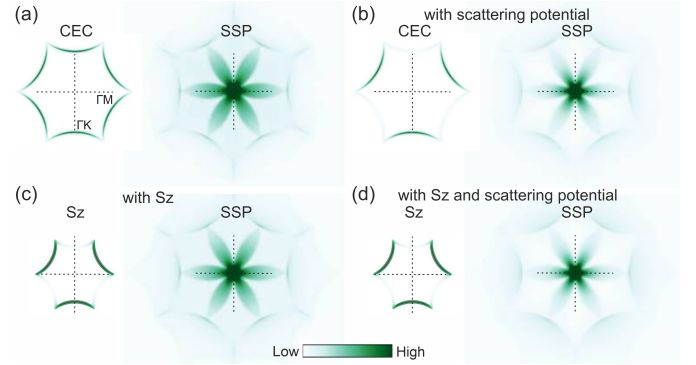 (a)
CEC
SSP
ΓM
ΓK
(b)
with scattering potential
CEC
SSP
(c)
with Sz
Sz
SSP
(d)
with Sz and scattering potential
Sz
SSP
Low
High